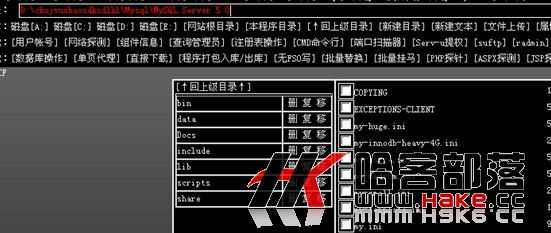 D:\cksjvushaosdkrdlkl\Mysql\MySQL Server 5.0
：磁盘[A:] 磁盘[C:] 磁盘[D:] 磁盘[E:] [网站根目录] [本程序目录] [↑回上级目录] [新建目录] [新建文本] [上传
：[用户帐号] [网络探测] [组件信息] [查询管理员] [注册表操作] [CMD命令行] [端口扫描器] [Serv-u提权] [suftp] [radmin]
：[数据库操作] [单页代理] [直接下载] [程序打包入库/出库] [无FSO写] [批量替换] [批量挂马] [PHP探针] [ASPX探测] [JSP探
[↑回上级目录↑]
bin 删 复 移
data 删 复 移
Docs 删 复 移
include 删 复 移
lib 删 复 移
scripts 删 复 移
share 删 复 移
COPYING
EXCEPTIONS-CLIENT
my-huge.ini
my-innodb-heavy-4G.ini
my.ini
哈客部落
www.Hake.cc